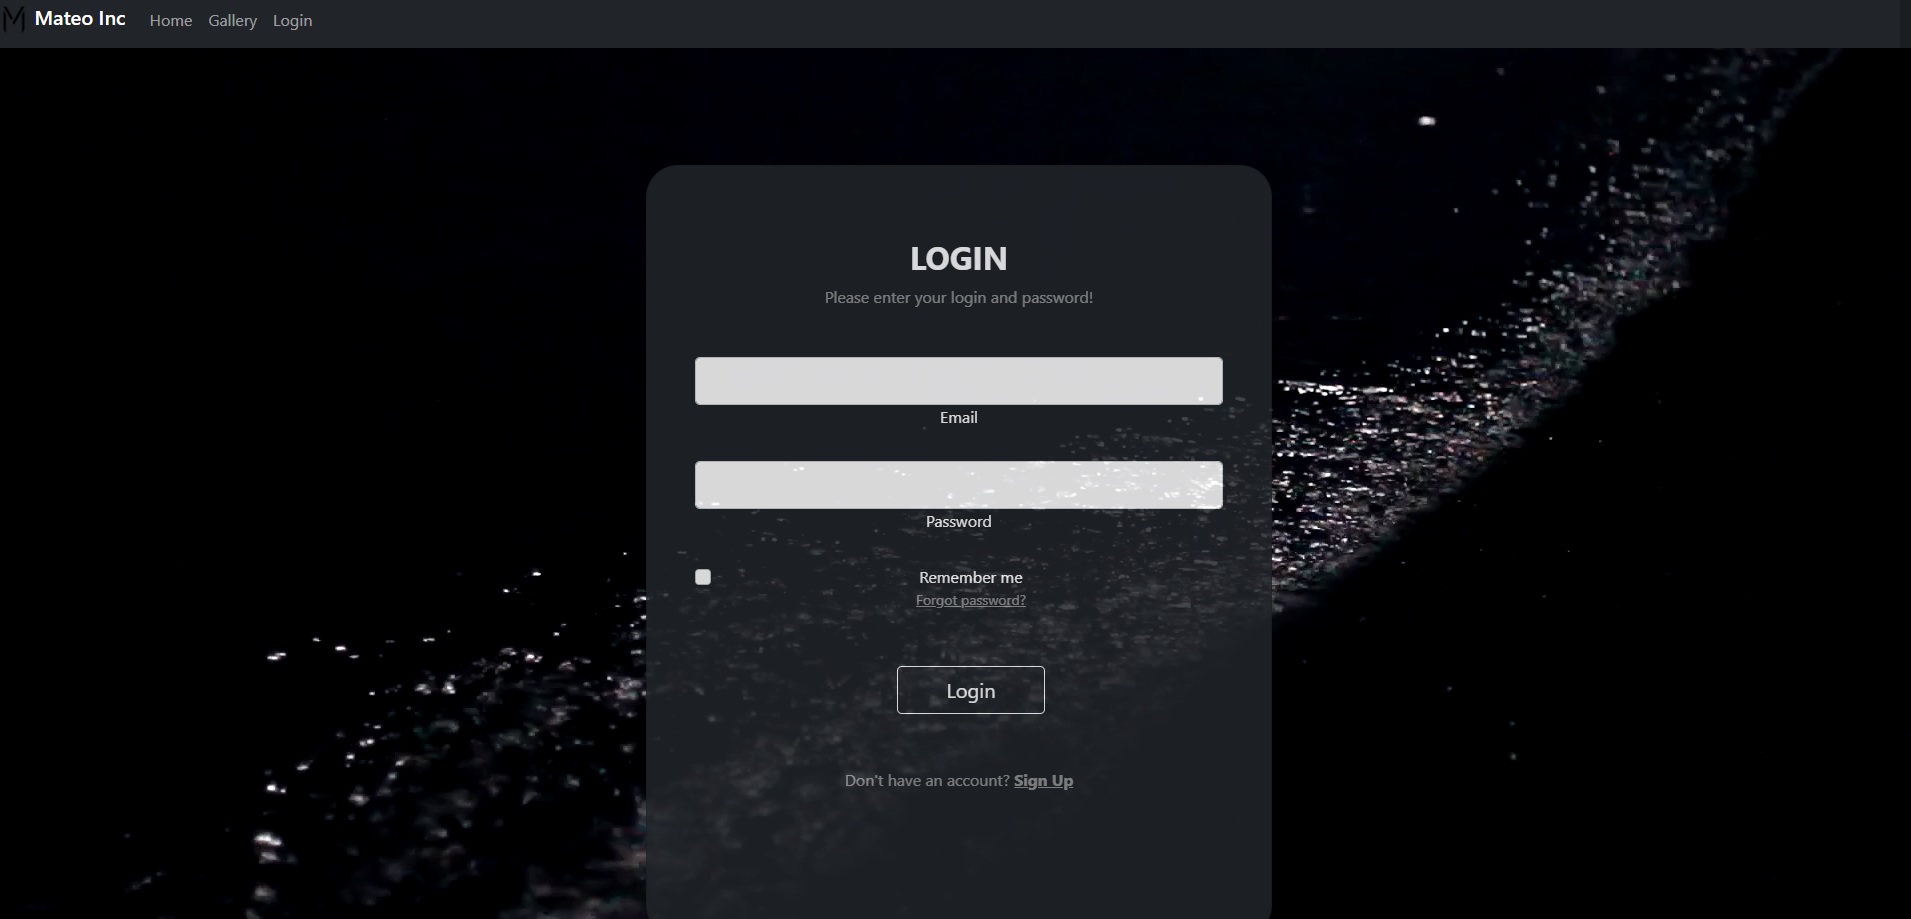 M Mateo Inc Home Gallery Login
LOGIN
Please enter your login and password!
Email
Password
Remember me
Forgot password?
Login
Don't have an account? Sign Up